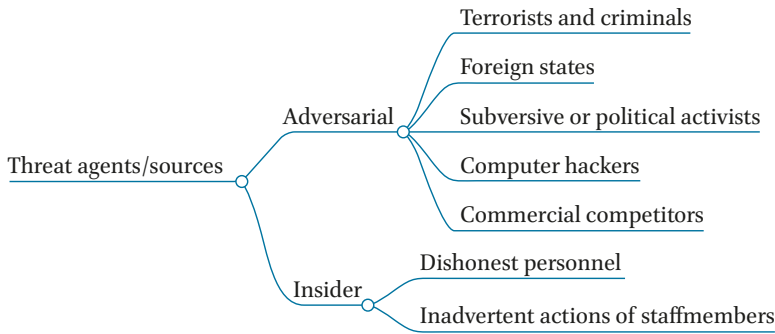 Threat agents/sources
Adversarial
Terrorists and criminals
Foreign states
Subversive or political activists
Computer hackers
Commercial competitors
Insider
Dishonest personnel
Inadvertent actions of staffmembers